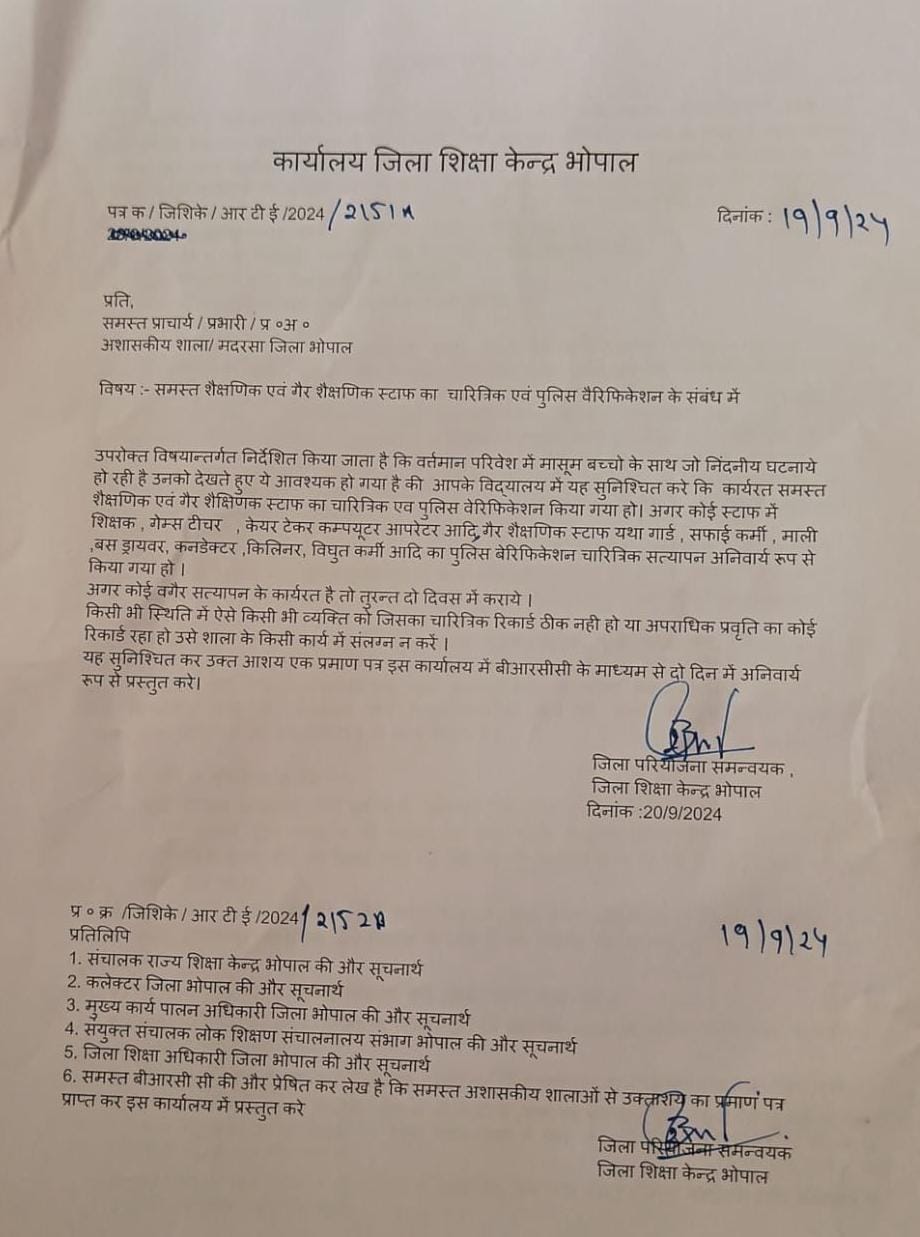 कार्यालय जिला शिक्षा केन्द्र भोपाल
पत्र क / जिशिके / आर टी ई /2024 /2151A दिनांक : 19/9/24
प्रति,
समस्त प्राचार्य / प्रभारी / प्र ०अ ०
अशासकीय शाला/ मदरसा जिला भोपाल
विषय :- समस्त शैक्षणिक एवं गैर शैक्षणिक स्टाफ का चारित्रिक एवं पुलिस वैरिफिकेशन के संबंध में
उपरोक्त विषयान्तर्गत निर्देशित किया जाता है कि वर्तमान परिवेश में मासूम बच्चो के साथ जो निंदनीय घटनाये
हो रही है उनको देखते हुए ये आवश्यक हो गया है की आपके विद्यालय में यह सुनिश्चित करे कि कार्यरत समस्त
शैक्षणिक एवं गैर शैक्षिणिक स्टाफ का चारित्रिक एव पुलिस वेरिफिकेशन किया गया हो। अगर कोई स्टाफ में
शिक्षक , गेम्स टीचर , केयर टेकर कम्पयूटर आपरेटर आदि,गैर शैक्षणिक स्टाफ यथा गार्ड , सफाई कर्मी , माली
,बस ड्रायवर, कनडेक्टर ,किलिनर, विघुत कर्मी आदि का पुलिस बेरिफिकेशन चारित्रिक सत्यापन अनिवार्य रूप से
किया गया हो ।
अगर कोई वगैर सत्यापन के कार्यरत है तो तुरन्त दो दिवस में कराये ।
किसी भी स्थिति में ऐसे किसी भी व्यक्ति को जिसका चारित्रिक रिकार्ड ठीक नही हो या अपराधिक प्रवृति का कोई
रिकार्ड रहा हो उसे शाला के किसी कार्य में संलग्न न करें ।
यह सुनिश्चित कर उक्त आशय एक प्रमाण पत्र इस कार्यालय में बीआरसीसी के माध्यम से दो दिन में अनिवार्य
रूप से प्रस्तुत करे।
जिला परियोजना समन्वयक ,
जिला शिक्षा केन्द्र भोपाल
दिनांक :20/9/2024
प्र ० क्र /जिशिके / आर टी ई /2024/2152A 19/9/24
प्रतिलिपि
1. संचालक राज्य शिक्षा केन्द्र भोपाल की और सूचनार्थ
2. कलेक्टर जिला भोपाल की और सूचनार्थ
3. मुख्य कार्य पालन अधिकारी जिला भोपाल की और सूचनार्थ
4. संयुक्त संचालक लोक शिक्षण संचालनालय संभाग भोपाल की और सूचनार्थ
5. जिला शिक्षा अधिकारी जिला भोपाल की और सूचनार्थ
6. समस्त बीआरसी सी की और प्रेषित कर लेख है कि समस्त अशासकीय शालाओं से उक्ताशय का प्रमाण पत्र
प्राप्त कर इस कार्यालय में प्रस्तुत करे
जिला परियोजना समन्वयक
जिला शिक्षा केन्द्र भोपाल